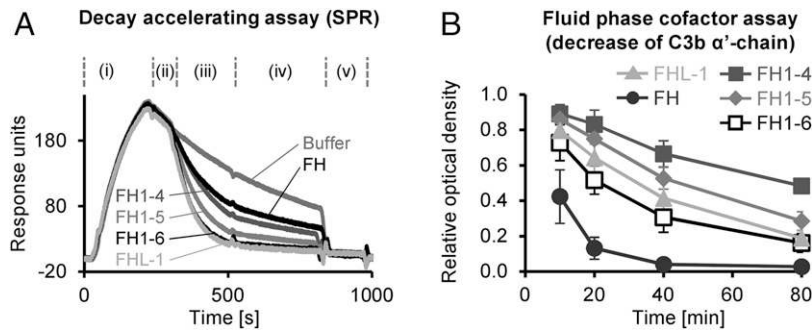 A
Decay accelerating assay (SPR)
(i) (ii) (iii) (iv) (v)
Response units
180
80
-20
Buffer
FH
FH1-4
FH1-5
FH1-6
FHL-1
0 500 1000
Time [s]
B
Fluid phase cofactor assay
(decrease of C3b α’-chain)
FHL-1 FH1-4
FH FH1-5
FH1-6
Relative optical density
1.0
0.8
0.6
0.4
0.2
0.0
0 20 40 60 80
Time [min]